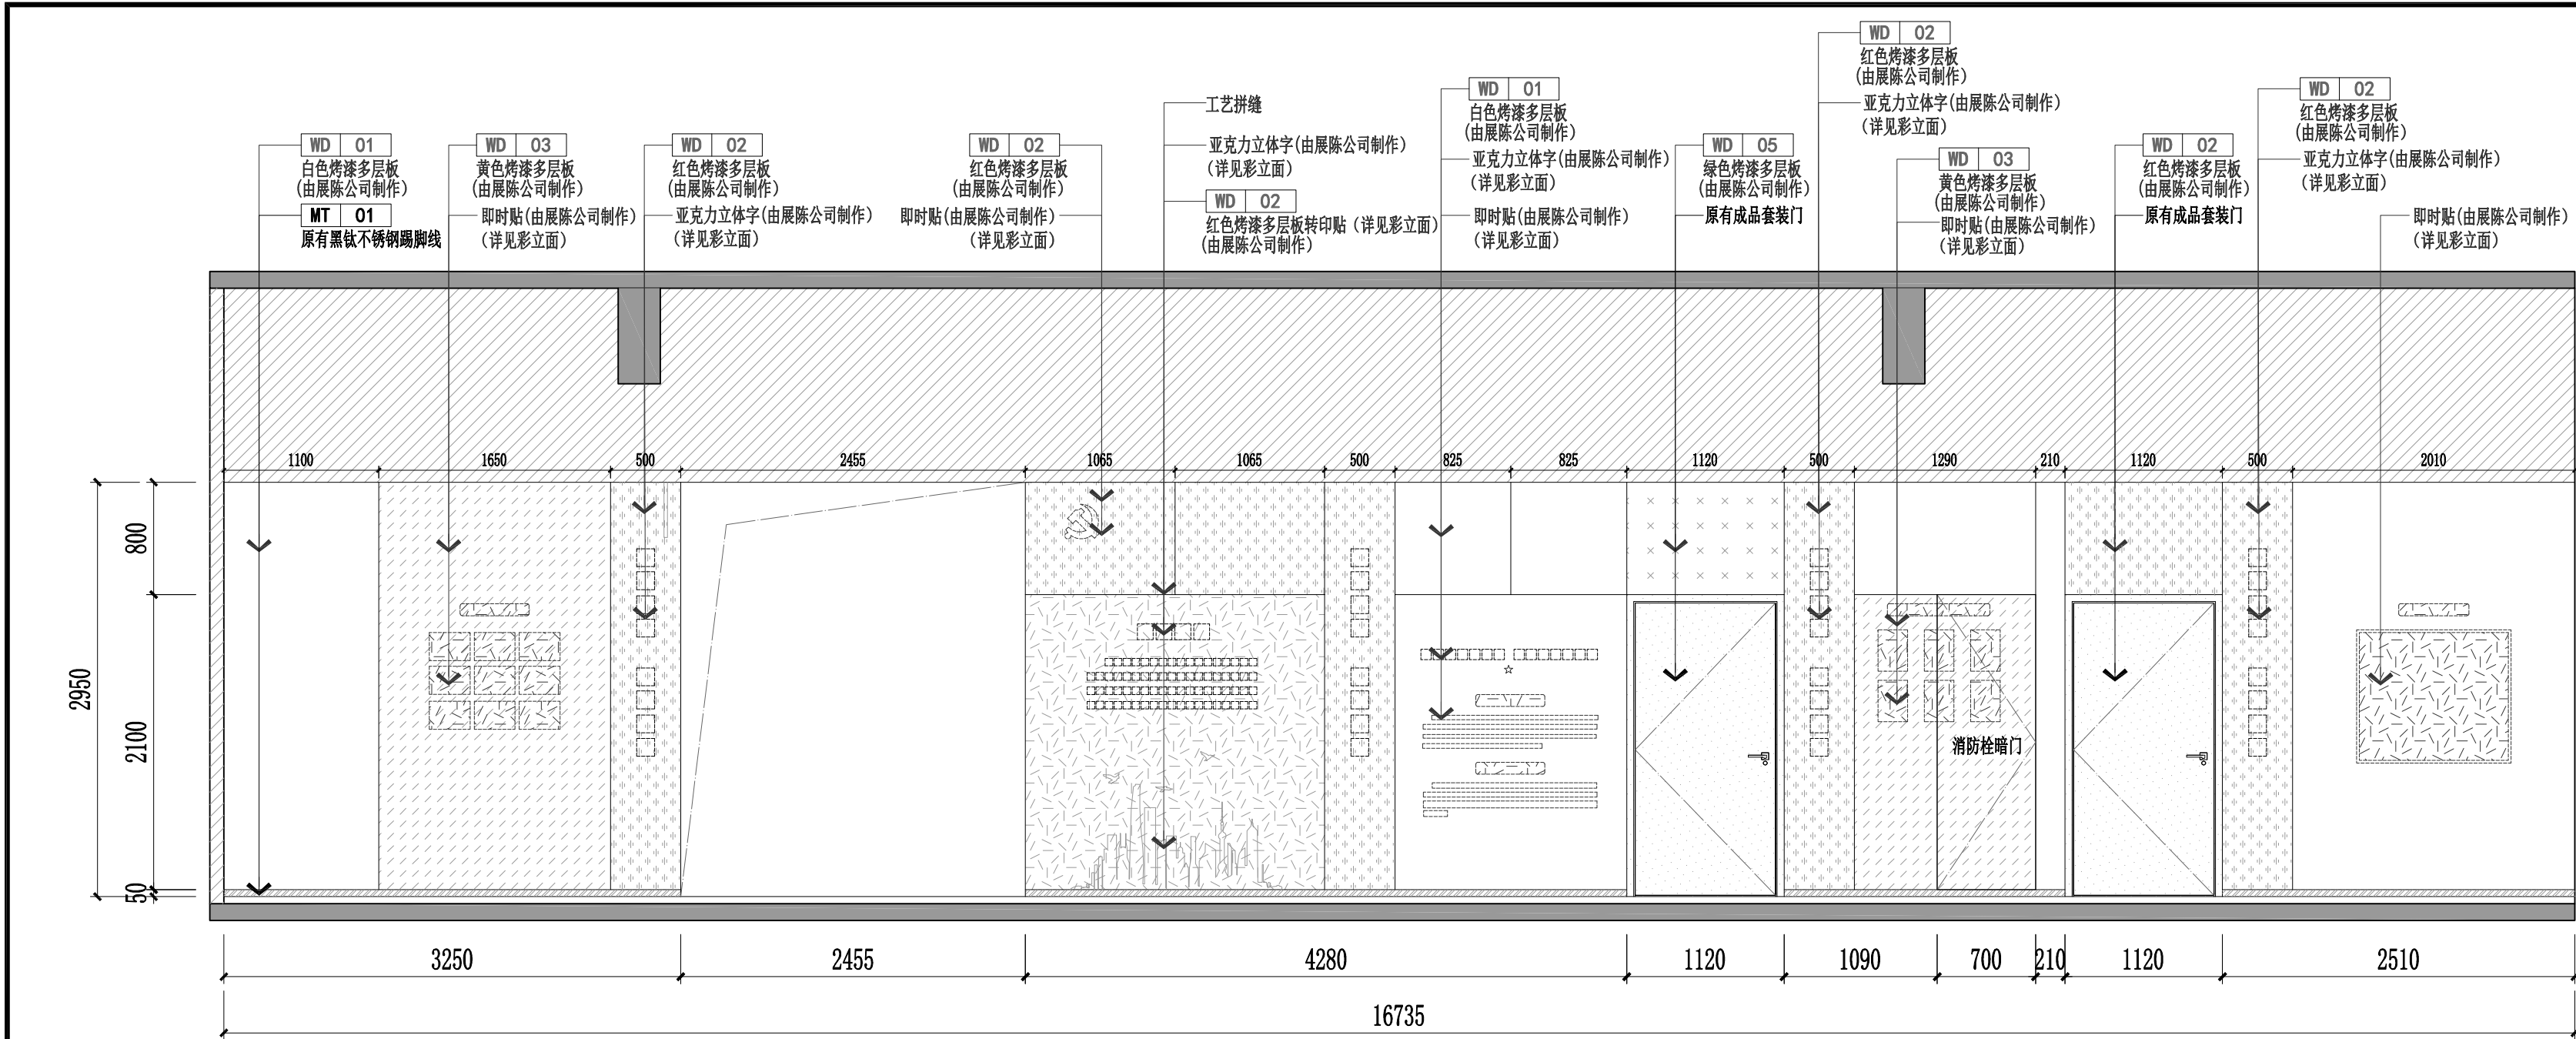 WD 01
白色烤漆多层板
(由展陈公司制作)
MT 01
原有黑钛不锈钢踢脚线
WD 03
黄色烤漆多层板
(由展陈公司制作)
即时贴(由展陈公司制作)
(详见彩立面)
WD 02
红色烤漆多层板
(由展陈公司制作)
亚克力立体字(由展陈公司制作)
(详见彩立面)
WD 02
红色烤漆多层板
(由展陈公司制作)
即时贴(由展陈公司制作)
(详见彩立面)
工艺拼缝
亚克力立体字(由展陈公司制作)
(详见彩立面)
WD 02
红色烤漆多层板转印贴(详见彩立面)
(由展陈公司制作)
WD 01
白色烤漆多层板
(由展陈公司制作)
亚克力立体字(由展陈公司制作)
(详见彩立面)
即时贴(由展陈公司制作)
(详见彩立面)
WD 05
绿色烤漆多层板
(由展陈公司制作)
原有成品套装门
WD 02
红色烤漆多层板
(由展陈公司制作)
亚克力立体字(由展陈公司制作)
(详见彩立面)
WD 03
黄色烤漆多层板
(由展陈公司制作)
即时贴(由展陈公司制作)
(详见彩立面)
WD 02
红色烤漆多层板
(由展陈公司制作)
原有成品套装门
WD 02
红色烤漆多层板
(由展陈公司制作)
亚克力立体字(由展陈公司制作)
(详见彩立面)
即时贴(由展陈公司制作)
(详见彩立面)
1100 1650 500 2455 1065 1065 500 825 825 1120 500 1290 210 1120 500 2010
800
2950
2100
50
消防栓暗门
3250 2455 4280 1120 1090 700 210 1120 2510
16735